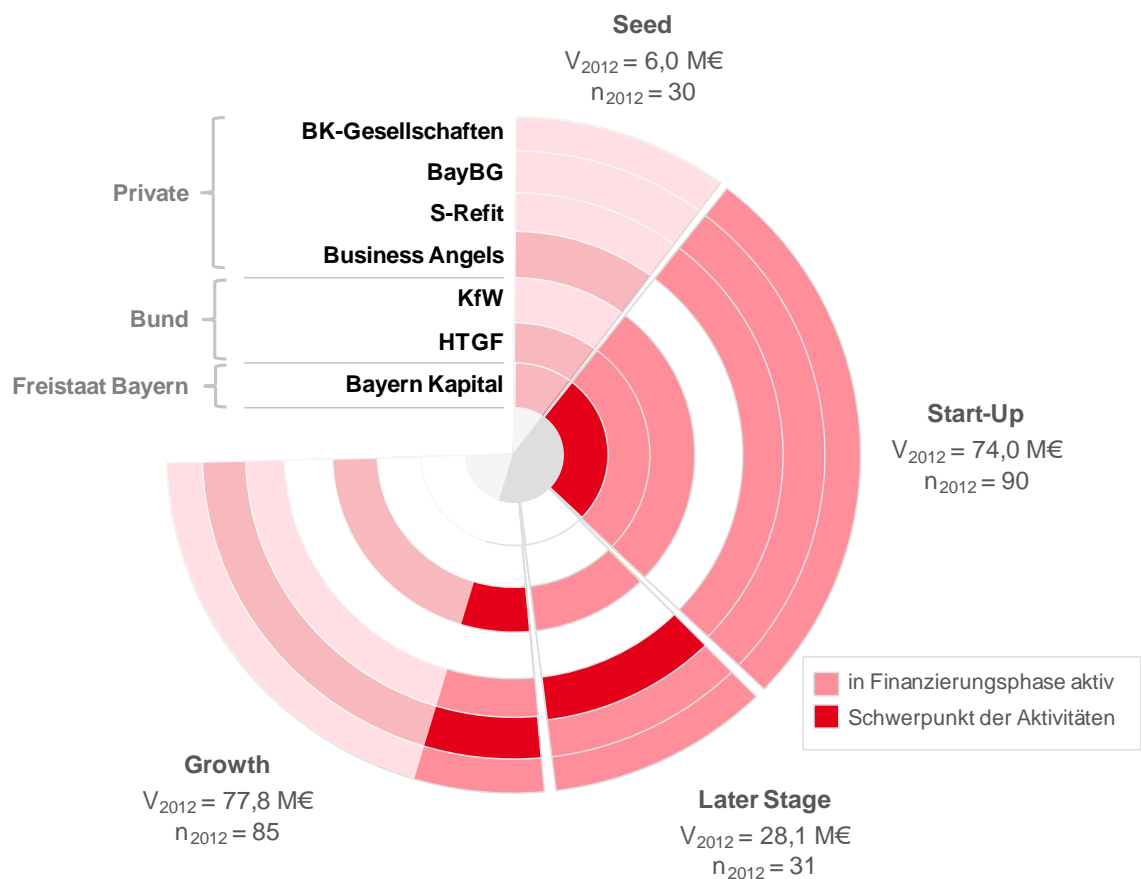 Seed
V2012 = 6,0 M€
n2012 = 30
BK-Gesellschaften
BayBG
Private
S-Refit
Business Angels
KfW
Bund
HTGF
Freistaat Bayern
Bayern Kapital
Start-Up
V2012 = 74,0 M€
n2012 = 90
in Finanzierungsphase aktiv
Schwerpunkt der Aktivitäten
Growth
V2012 = 77,8 M€
n2012 = 85
Later Stage
V2012 = 28,1 M€
n2012 = 31